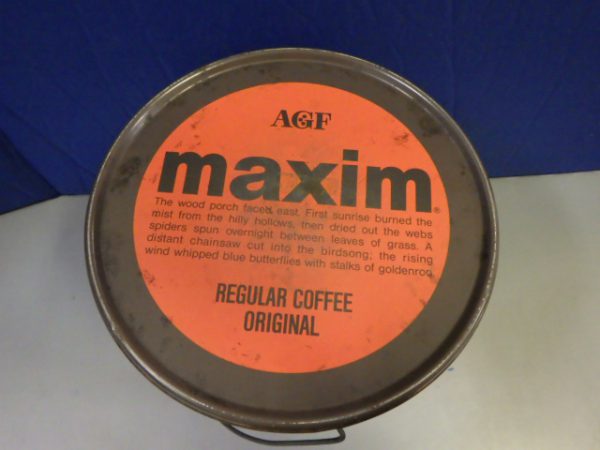 AGF
maxim®
The wood porch faced east. First sunrise burned the
mist from the hilly hollows, then dried out the webs
spiders spun overnight between leaves of grass. A
distant chainsaw cut into the birdsong; the rising
wind whipped blue butterflies with stalks of goldenrod
REGULAR COFFEE
ORIGINAL